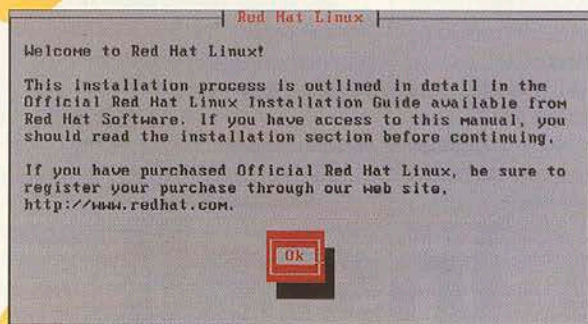 Red Hat Linux
Welcome to Red Hat Linux!
This installation process is outlined in detail in the
Official Red Hat Linux Installation Guide available from
Red Hat Software. If you have access to this manual, you
should read the installation section before continuing.
If you have purchased Official Red Hat Linux, be sure to
register your purchase through our web site,
http://www.redhat.com.
Ok